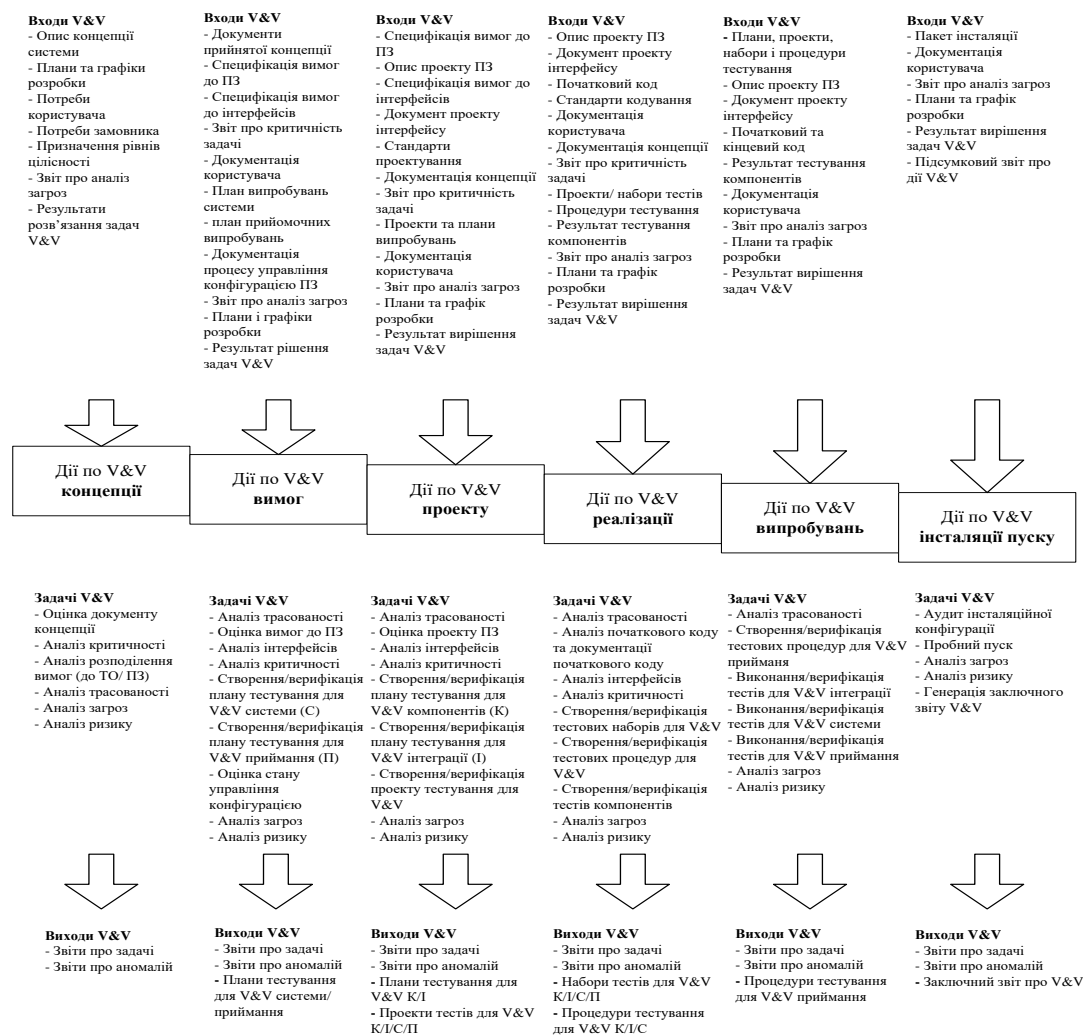 Входи V&V
- Опис концепції
системи
- Плани та графіки
розробки
- Потреби
користувача
- Потреби замовника
- Призначення рівнів
цілісності
- Звіт про аналіз
загроз
- Результати
розв’язання задач
V&V
Входи V&V
- Документи
прийнятої концепції
- Специфікація вимог
до ПЗ
- Специфікація вимог
до інтерфейсів
- Звіт про критичність
задачі
- Документація
користувача
- План випробувань
системи
- план прийомочних
випробувань
- Документація
процесу управління
конфігурацією ПЗ
- Звіт про аналіз загроз
- Плани і графіки
розробки
- Результат рішення
задач V&V
Входи V&V
- Специфікація вимог до
ПЗ
- Опис проекту ПЗ
- Специфікація вимог до
інтерфейсів
- Документ проекту
інтерфейсу
- Стандарти
проектування
- Документація концепції
- Звіт про критичність
задачі
- Проекти та плани
випробувань
- Документація
користувача
- Звіт про аналіз загроз
- Плани та графік
розробки
- Результат вирішення
задач V&V
Входи V&V
- Опис проекту ПЗ
- Документ проекту
інтерфейсу
- Початковий код
- Стандарти кодування
- Документація
користувача
- Документація концепції
- Звіт про критичність
задачі
- Проекти/ набори тестів
- Процедури тестування
- Результат тестування
компонентів
- Звіт про аналіз загроз
- Плани та графік
розробки
- Результат вирішення
задач V&V
Входи V&V
- Плани, проекти,
набори і процедури
тестування
- Опис проекту ПЗ
- Документ проекту
інтерфейсу
- Початковий та
кінцевий код
- Результат тестування
компонентів
- Документація
користувача
- Звіт про аналіз загроз
- Плани та графік
розробки
- Результат вирішення
задач V&V
Входи V&V
- Пакет інсталяції
- Документація
користувача
- Звіт про аналіз загроз
- Плани та графік
розробки
- Результат вирішення
задач V&V
- Підсумковий звіт про
дії V&V
Дії по V&V
концепції
Дії по V&V
вимог
Дії по V&V
проекту
Дії по V&V
реалізації
Дії по V&V
випробувань
Дії по V&V
інсталяції пуску
Задачі V&V
- Оцінка документу
концепції
- Аналіз критичності
- Аналіз розподілення
вимог (до ТО/ ПЗ)
- Аналіз трасованості
- Аналіз загроз
- Аналіз ризику
Задачі V&V
- Аналіз трасованості
- Оцінка вимог до ПЗ
- Аналіз інтерфейсів
- Аналіз критичності
- Створення/верифікація
плану тестування для
V&V системи (С)
- Створення/верифікація
плану тестування для
V&V приймання (П)
- Оцінка стану
управління
конфігурацією
- Аналіз загроз
- Аналіз ризику
Задачі V&V
- Аналіз трасованості
- Оцінка проекту ПЗ
- Аналіз інтерфейсів
- Аналіз критичності
- Створення/верифікація
плану тестування для
V&V компонентів (К)
- Створення/верифікація
плану тестування для
V&V інтеграції (І)
- Створення/верифікація
проекту тестування для
V&V
- Аналіз загроз
- Аналіз ризику
Задачі V&V
- Аналіз трасованості
- Аналіз початкового коду
та документації
початкового коду
- Аналіз інтерфейсів
- Аналіз критичності
- Створення/верифікація
тестових наборів для V&V
- Створення/верифікація
тестових процедур для
V&V
- Створення/верифікація
тестів компонентів
- Аналіз загроз
- Аналіз ризику
Задачі V&V
- Аналіз трасованості
- Створення/верифікація
тестових процедур для V&V
прийманя
- Виконання/верифікація
тестів для V&V інтеграції
- Виконання/верифікація
тестів для V&V системи
- Виконання/верифікація
тестів для V&V приймання
- Аналіз загроз
- Аналіз ризику
Задачі V&V
- Аудит інсталяційної
конфігурації
- Пробний пуск
- Аналіз загроз
- Аналіз ризику
- Генерація заключного
звіту V&V
Виходи V&V
- Звіти про задачі
- Звіти про аномалій
Виходи V&V
- Звіти про задачі
- Звіти про аномалій
- Плани тестування
для V&V системи/
приймання
Виходи V&V
- Звіти про задачі
- Звіти про аномалій
- Плани тестування для
V&V К/І
- Проекти тестів для V&V
К/І/С/П
Виходи V&V
- Звіти про задачі
- Звіти про аномалій
- Набори тестів для V&V
К/І/С/П
- Процедури тестування
для V&V К/І/С
Виходи V&V
- Звіти про задачі
- Звіти про аномалій
- Процедури тестування
для V&V приймання
Виходи V&V
- Звіти про задачі
- Звіти про аномалій
- Заключний звіт про V&V